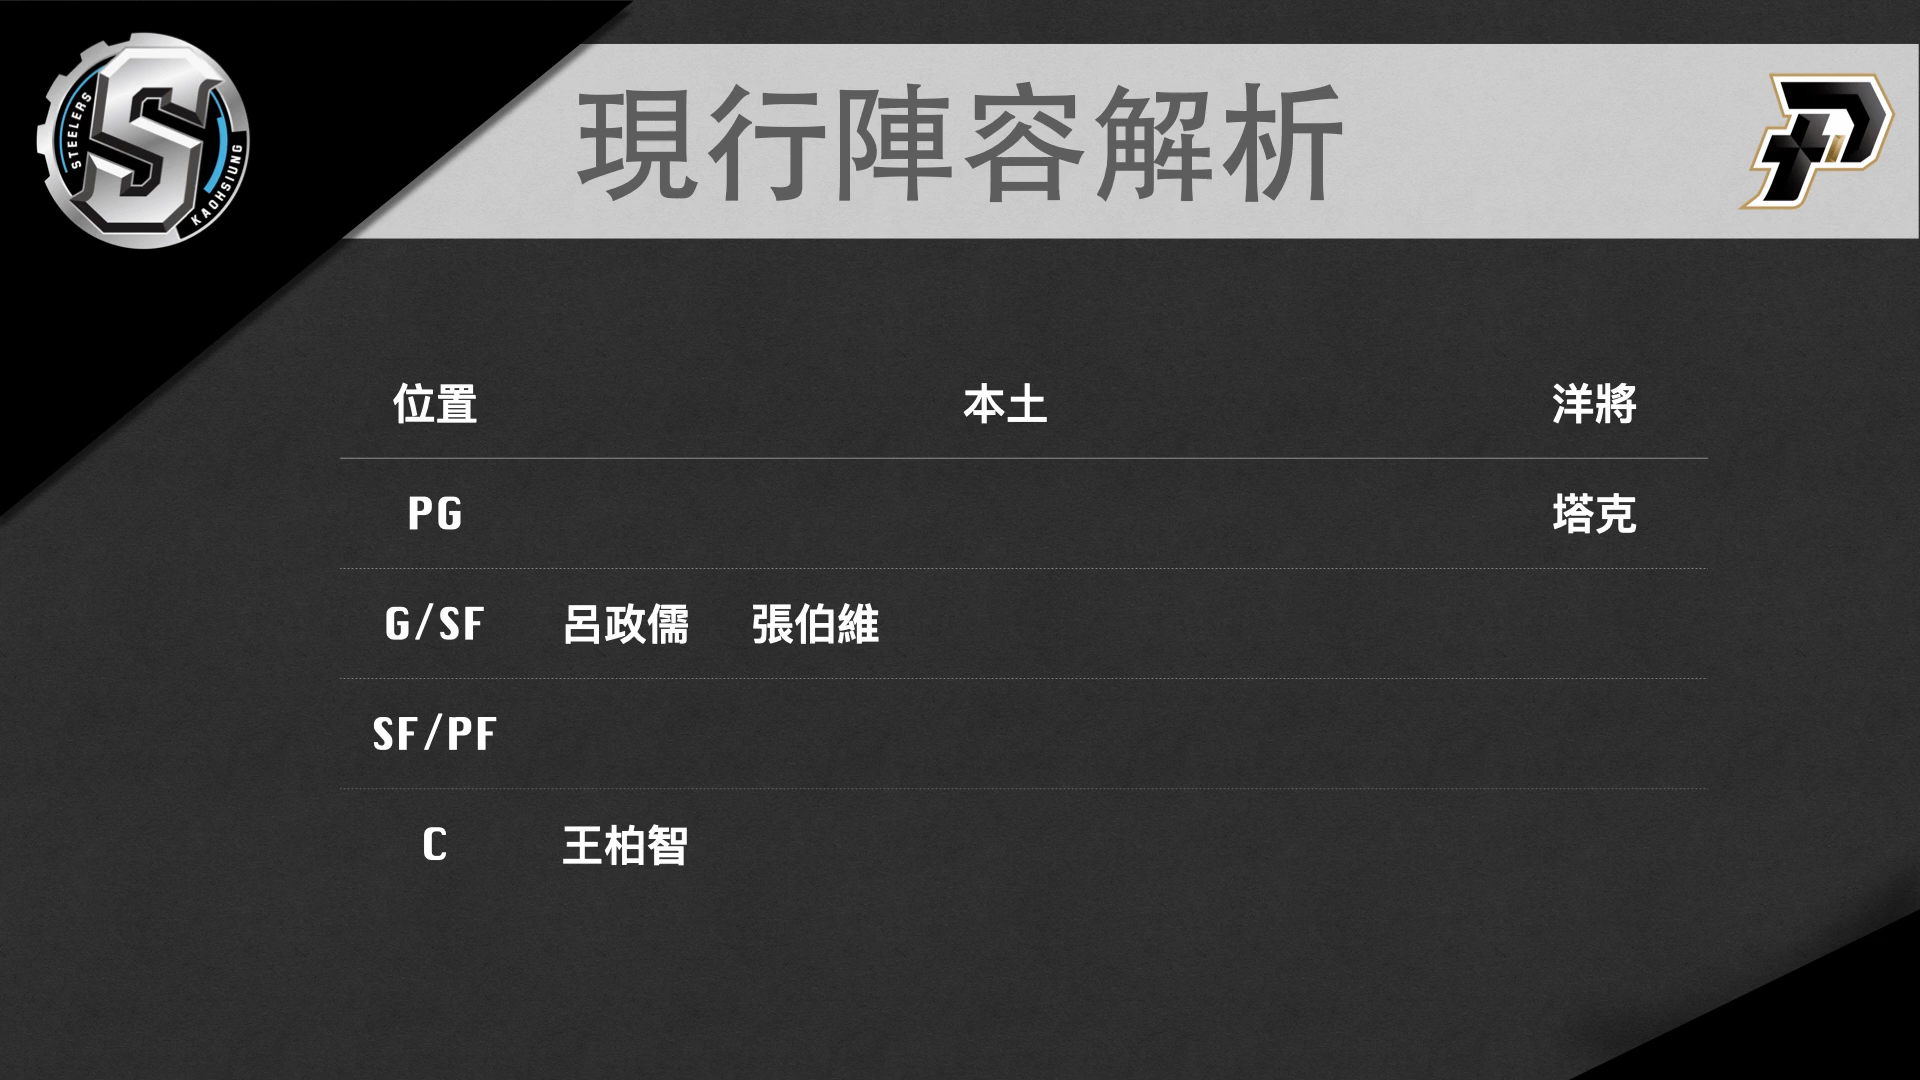 STEELERS
KAOHSIUNG
現行陣容解析
位置 本土 洋將
PG 塔克
G/SF 呂政儒 張伯維
SF/PF
C 王柏智